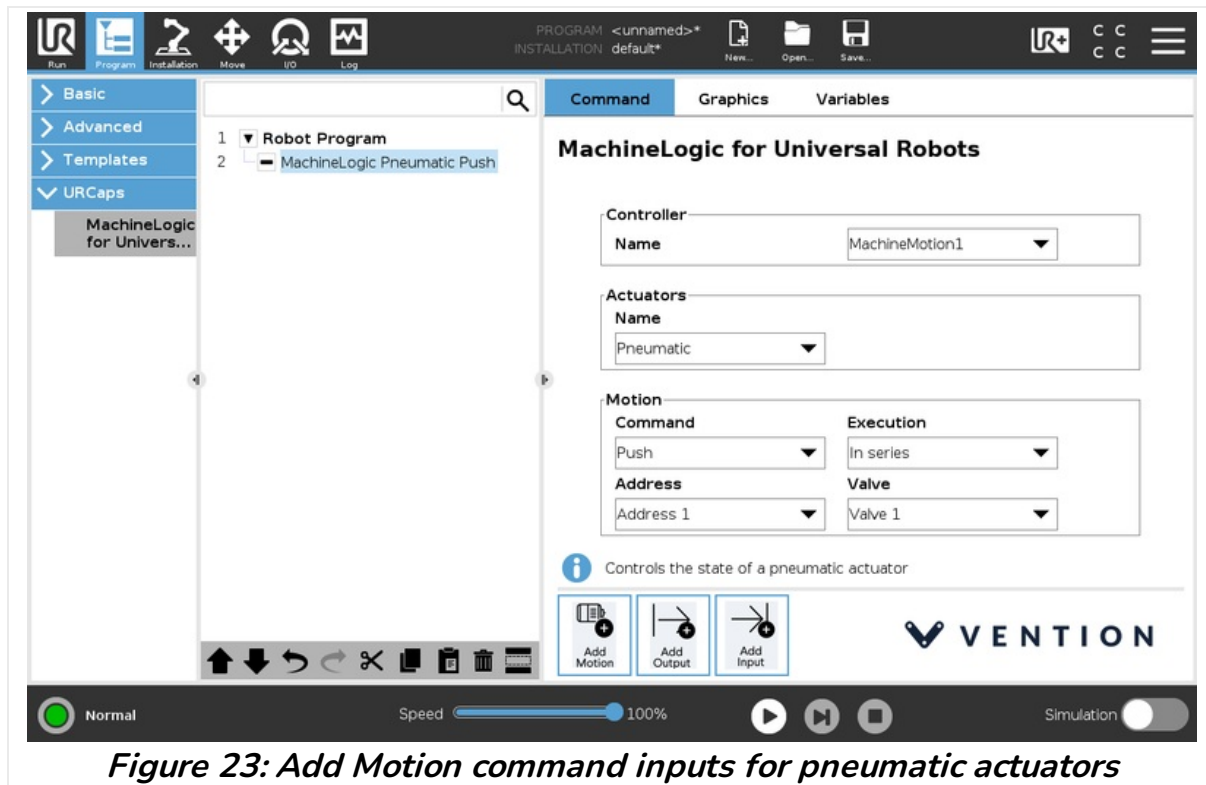 UR
PROGRAM <unnamed>*
INSTALLATION default*
UR+
C C
C C
Run
Program
Installation
Move
I/O
Log
New...
Open...
Save...
Basic
Advanced
Templates
URCaps
MachineLogic
for Univers...
1 Robot Program
2 MachineLogic Pneumatic Push
Command Graphics Variables
MachineLogic for Universal Robots
Controller
Name MachineMotion1
Actuators
Name
Pneumatic
Motion
Command Execution
Push In series
Address Valve
Address 1 Valve 1
i Controls the state of a pneumatic actuator
Add
Motion
Add
Output
Add
Input
VENTION
Normal Speed 100% Simulation
Figure 23: Add Motion command inputs for pneumatic actuators